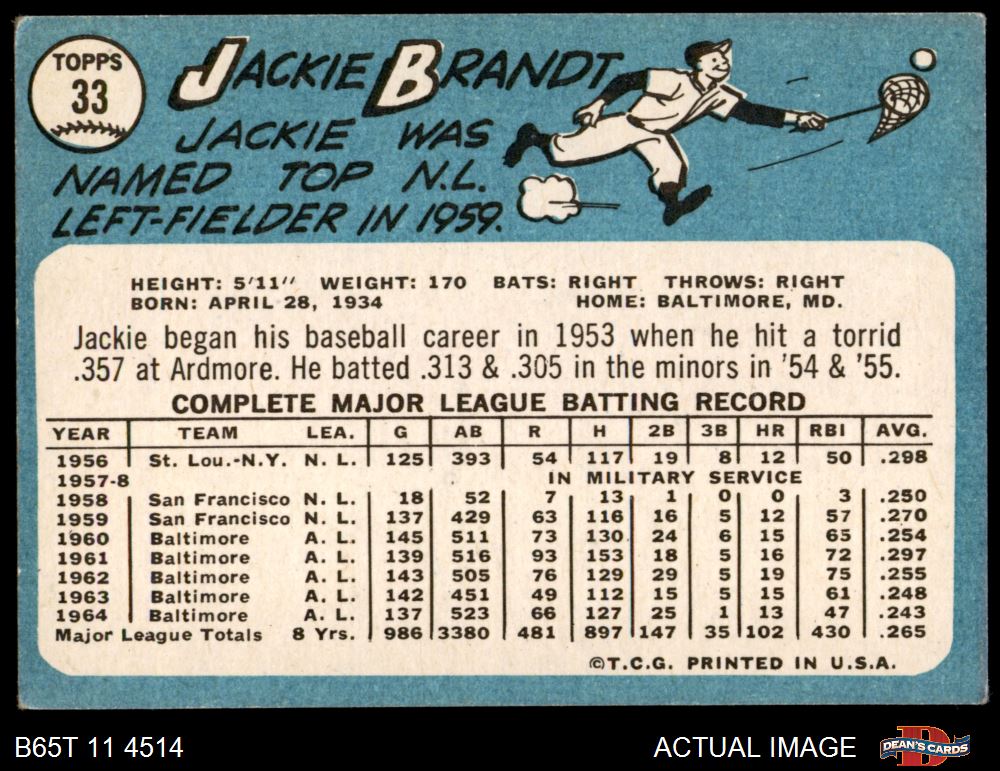 TOPPS
33
JACKIE BRANDT
JACKIE WAS
NAMED TOP N.L.
LEFT-FIELDER IN 1959.
HEIGHT: 5'11" WEIGHT: 170 BATS: RIGHT THROWS: RIGHT
BORN: APRIL 28, 1934 HOME: BALTIMORE, MD.
Jackie began his baseball career in 1953 when he hit a torrid
.357 at Ardmore. He batted .313 & .305 in the minors in '54 & '55.
COMPLETE MAJOR LEAGUE BATTING RECORD
YEAR TEAM LEA. G AB R H 2B 3B HR RBI AVG.
1956 St. Lou.-N.Y. N. L. 125 393 54 117 19 8 12 50 .298
1957-8 IN MILITARY SERVICE
1958 San Francisco N. L. 18 52 7 13 1 0 0 3 .250
1959 San Francisco N. L. 137 429 63 116 16 5 12 57 .270
1960 Baltimore A. L. 145 511 73 130 24 6 15 65 .254
1961 Baltimore A. L. 139 516 93 153 18 5 16 72 .297
1962 Baltimore A. L. 143 505 76 129 29 5 19 75 .255
1963 Baltimore A. L. 142 451 49 112 15 5 15 61 .248
1964 Baltimore A. L. 137 523 66 127 25 1 13 47 .243
Major League Totals 8 Yrs. 986 3380 481 897 147 35 102 430 .265
©T.C.G. PRINTED IN U.S.A.
B65T 11 4514 ACTUAL IMAGE DEAN'S CARDS